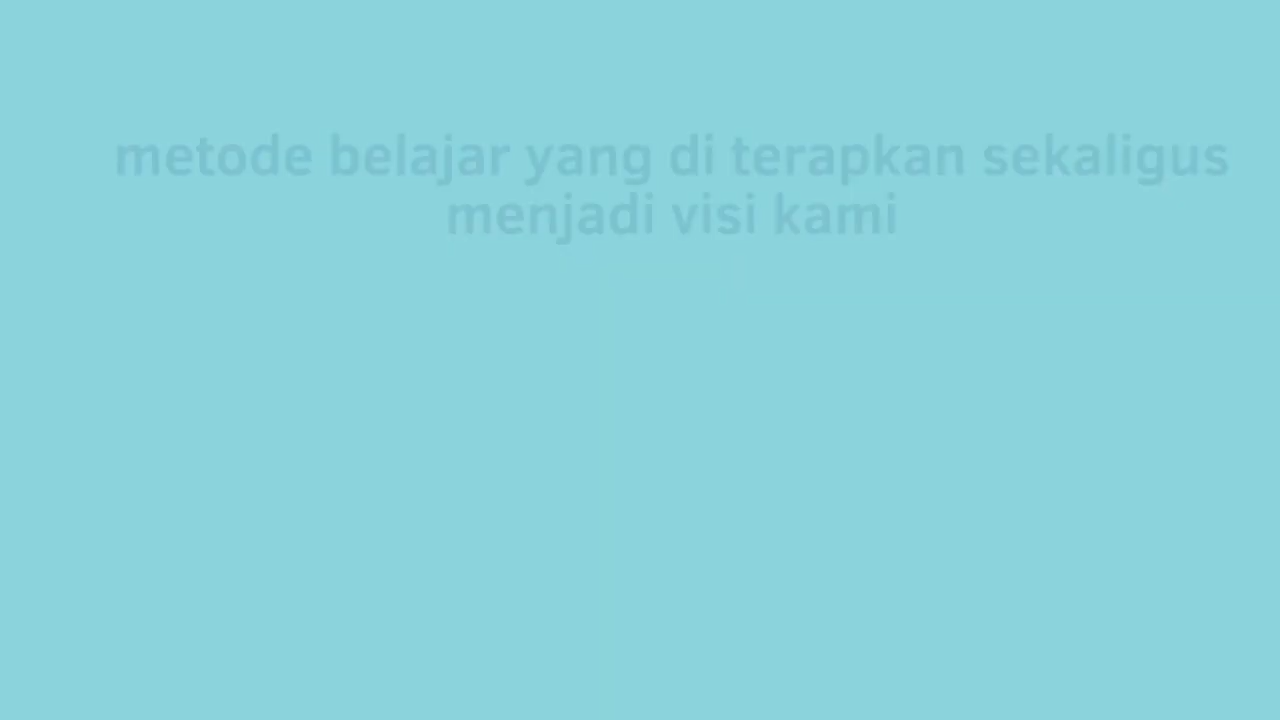 metode belajar yang di terapkan sekaligus
menjadi visi kami